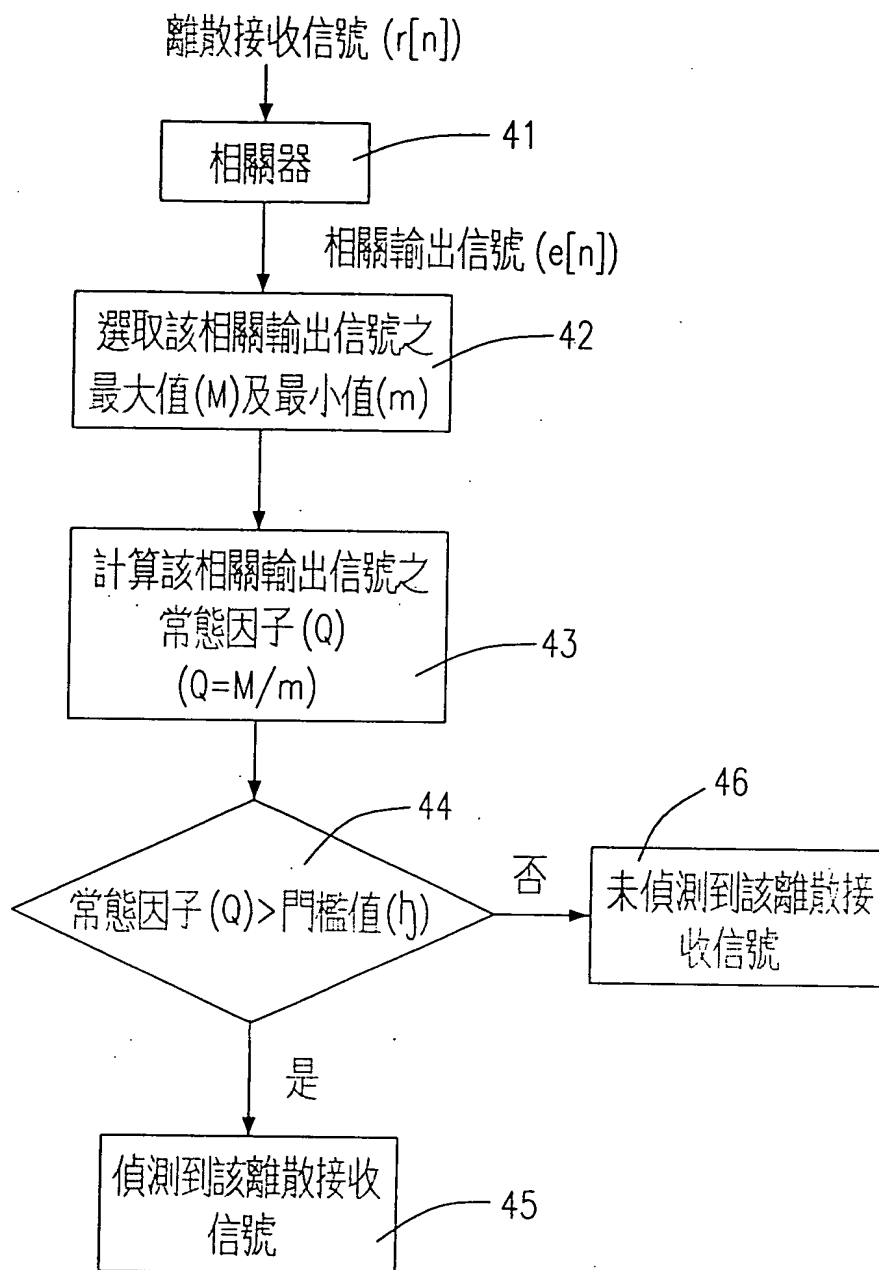 離散接收信號(r[n])
相關器
41
相關輸出信號(e[n])
選取該相關輸出信號之
最大值(M)及最小值(m)
42
計算該相關輸出信號之
常態因子(Q)
(Q=M/m)
43
44
常態因子(Q)>門檻值(ђ)
否
46
未偵測到該離散接
收信號
是
偵測到該離散接收
信號
45